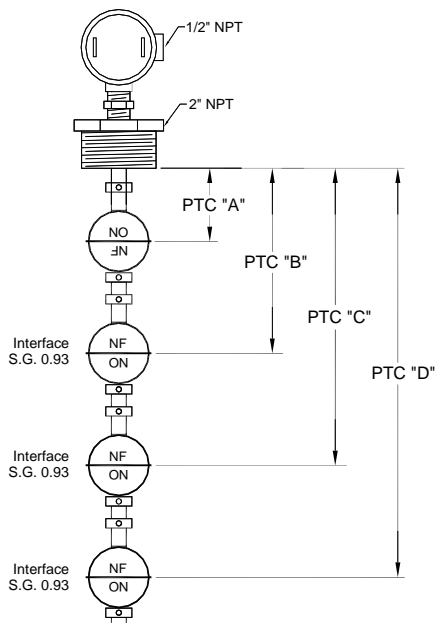 1/2" NPT
2" NPT
PTC "A"
ON
NF
PTC "B"
Interface
S.G. 0.93
NF
ON
PTC "C"
PTC "D"
Interface
S.G. 0.93
NF
ON
Interface
S.G. 0.93
NF
ON